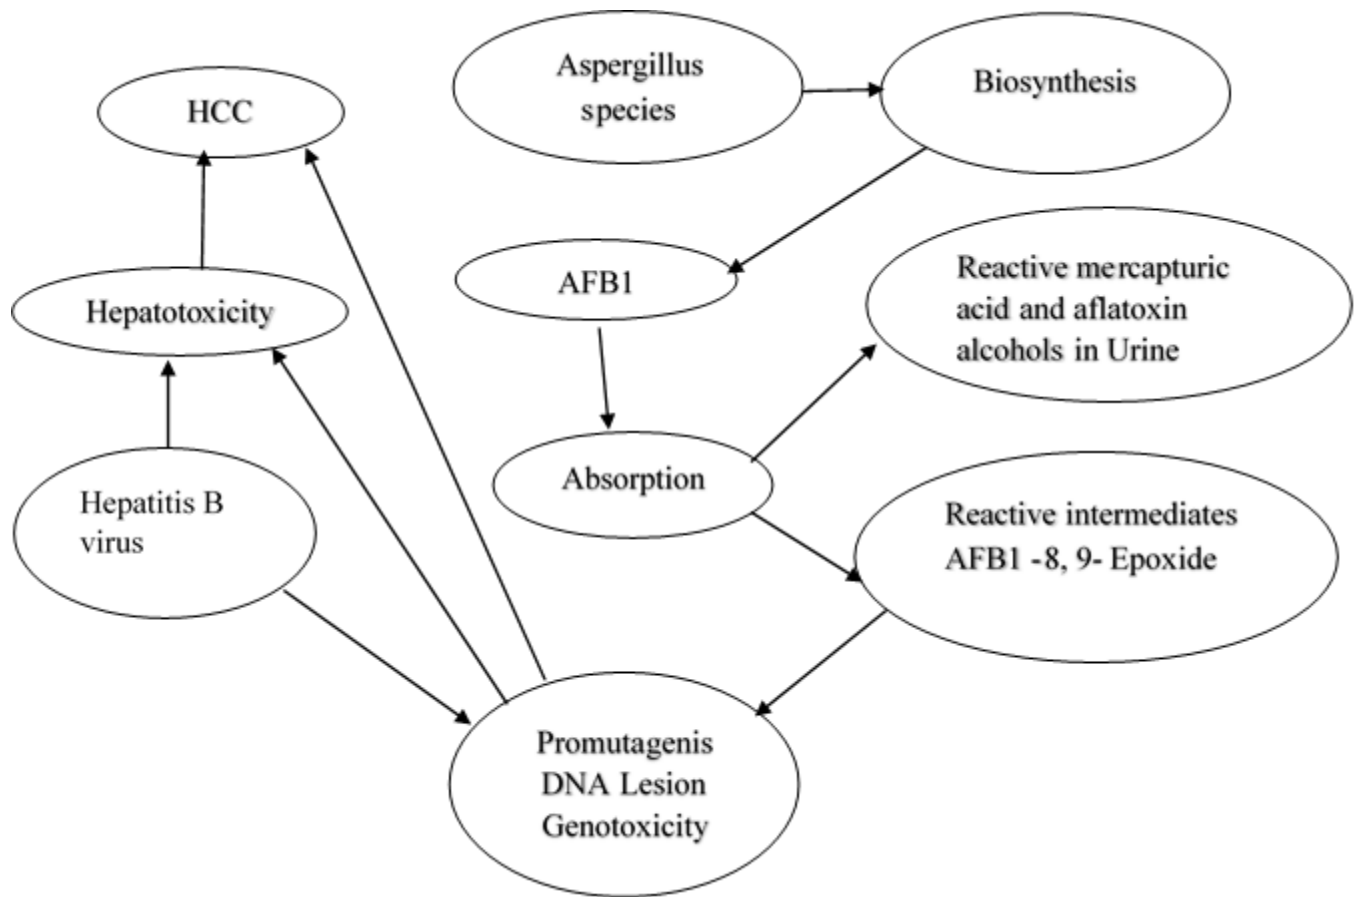 Aspergillus
species
Biosynthesis
HCC
AFB1
Reactive mercapturic
acid and aflatoxin
alcohols in Urine
Hepatotoxicity
Absorption
Hepatitis B
virus
Reactive intermediates
AFB1 -8, 9- Epoxide
Promutagenis
DNA Lesion
Genotoxicity